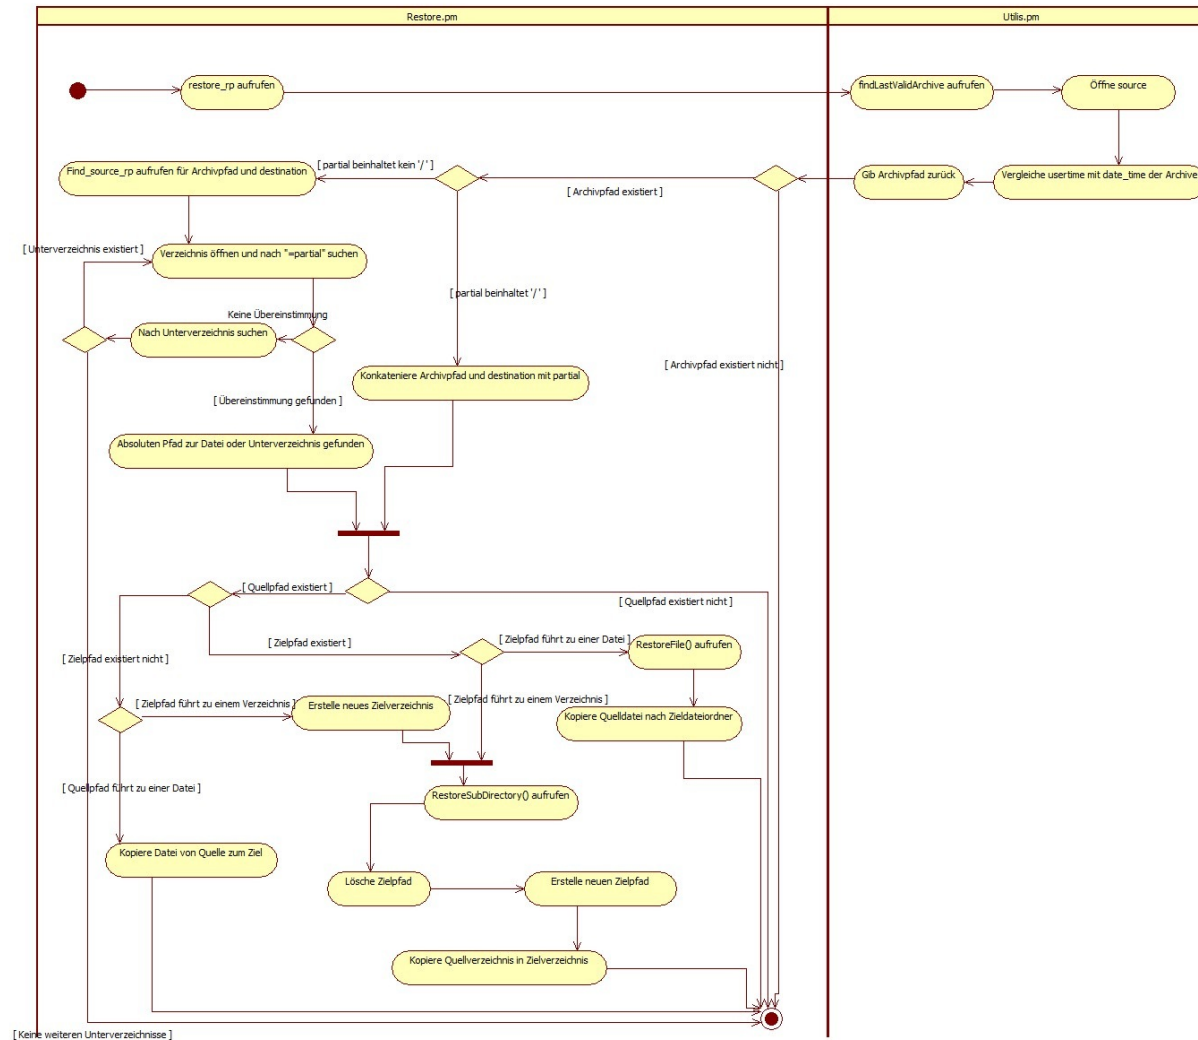 Restore.pm
Utilis.pm
restore_rp aufrufen
findLastValidArchive aufrufen
Öffne source
[ partial beinhaltet kein '/' ]
Find_source_rp aufrufen für Archivpfad und destination
Gib Archivpfad zurück
Vergleiche usertime mit date_time der Archive
[ Archivpfad existiert ]
[ Unterverzeichnis existiert ]
Verzeichnis öffnen und nach "=partial" suchen
[ partial beinhaltet '/' ]
Keine Übereinstimmung
Nach Unterverzeichnis suchen
[ Archivpfad existiert nicht ]
Konkateniere Archivpfad und destination mit partial
[ Übereinstimmung gefunden ]
Absoluten Pfad zur Datei oder Unterverzeichnis gefunden
[ Quellpfad existiert ]
[ Quellpfad existiert nicht ]
[ Zielpfad existiert ]
[ Zielpfad führt zu einer Datei ]
RestoreFile() aufrufen
[ Zielpfad existiert nicht ]
[ Zielpfad führt zu einem Verzeichnis ]
Erstelle neues Zielverzeichnis
[ Zielpfad führt zu einem Verzeichnis ]
Kopiere Quelldatei nach Zieldateiordner
[ Quellpfad führt zu einer Datei ]
RestoreSubDirectory() aufrufen
Kopiere Datei von Quelle zum Ziel
Lösche Zielpfad
Erstelle neuen Zielpfad
Kopiere Quellverzeichnis in Zielverzeichnis
[ Keine weiteren Unterverzeichnisse ]